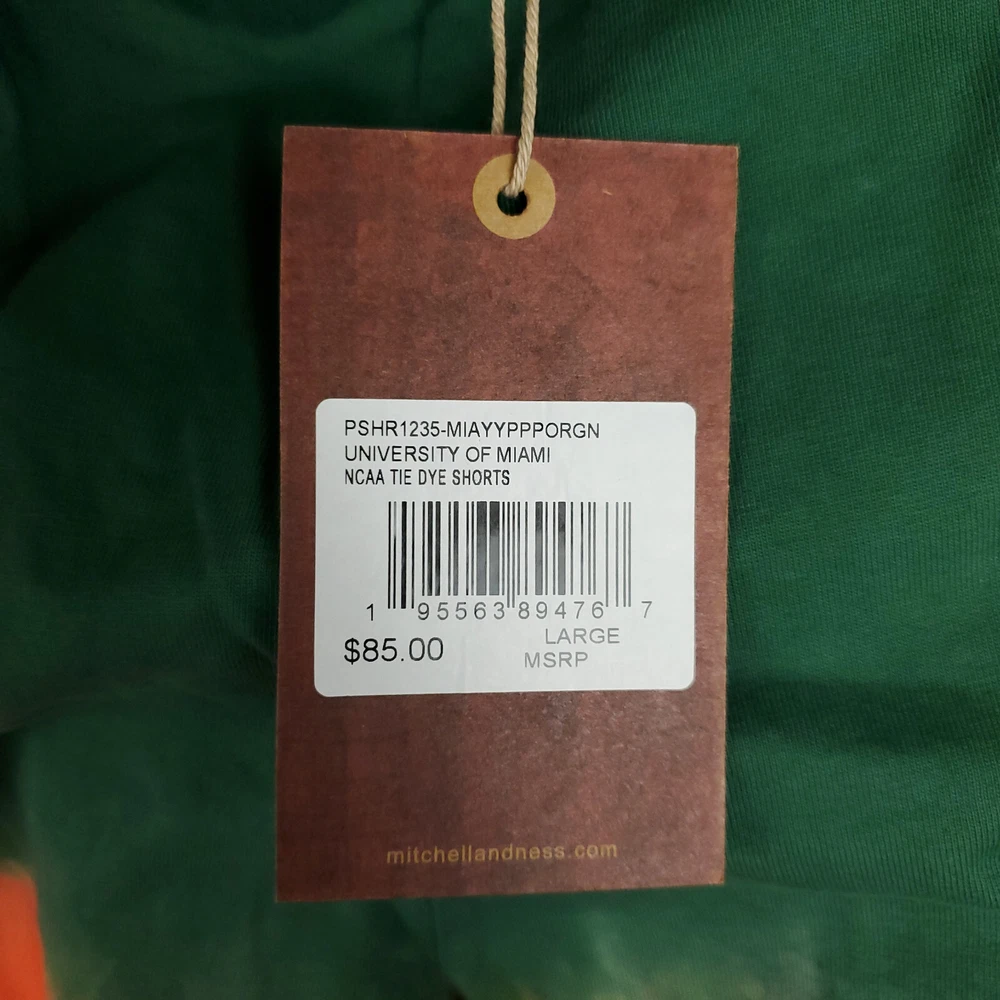 PSHR1235-MIAYYPPPORGN
UNIVERSITY OF MIAMI
NCAA TIE DYE SHORTS
1 95563 89476 7
LARGE
$85.00 MSRP
mitchellandness.com